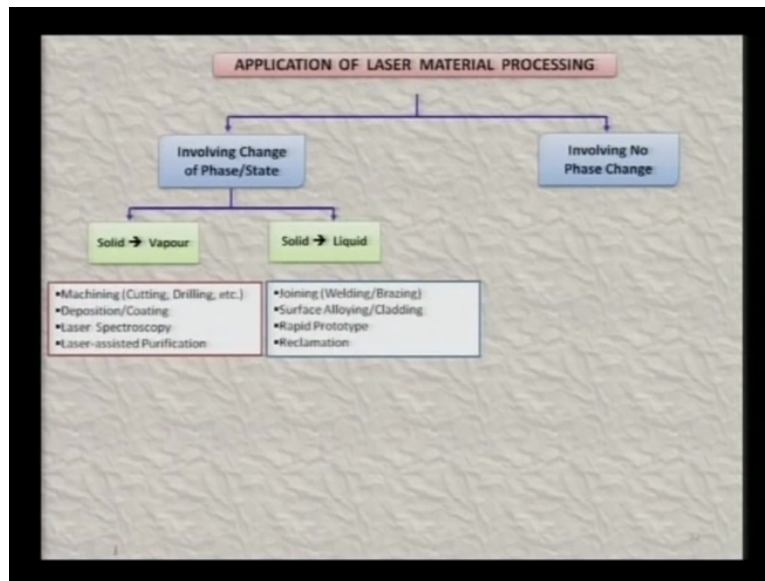 APPLICATION OF LASER MATERIAL PROCESSING
Involving Change
of Phase/State
Involving No
Phase Change
Solid ➔ Vapour
Solid ➔ Liquid
▪Machining (Cutting, Drilling, etc.)
▪Deposition/Coating
▪Laser Spectroscopy
▪Laser-assisted Purification
▪Joining (Welding/Brazing)
▪Surface Alloying/Cladding
▪Rapid Prototype
▪Reclamation